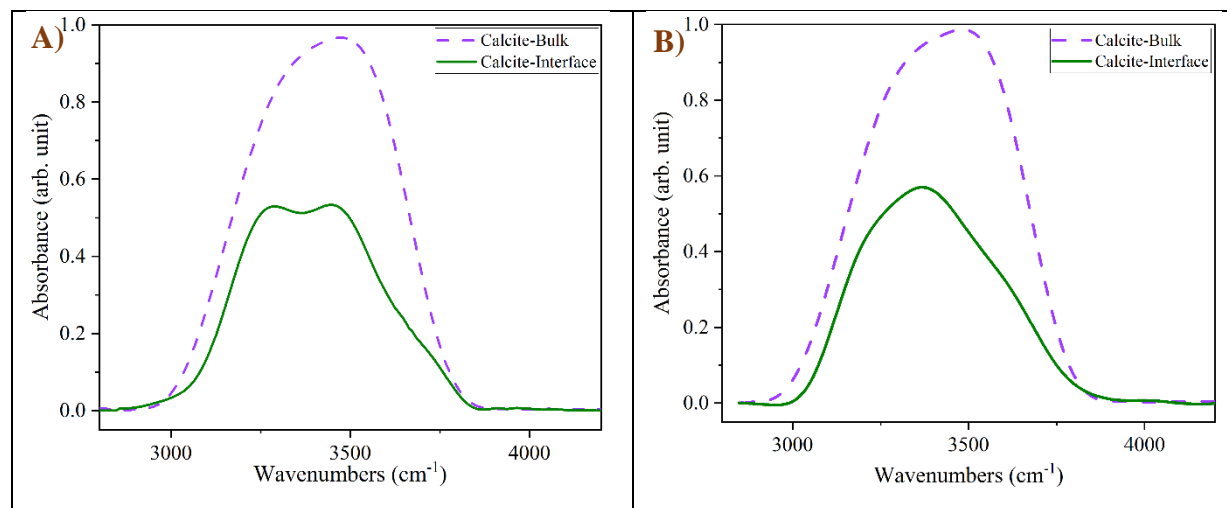 A)
Calcite-Bulk
Calcite-Interface
Absorbance (arb. unit)
1.0
0.8
0.6
0.4
0.2
0.0
3000 3500 4000
Wavenumbers (cm⁻¹)
B)
Calcite-Bulk
Calcite-Interface
Absorbance (arb. unit)
1.0
0.8
0.6
0.4
0.2
0.0
3000 3500 4000
Wavenumbers (cm⁻¹)